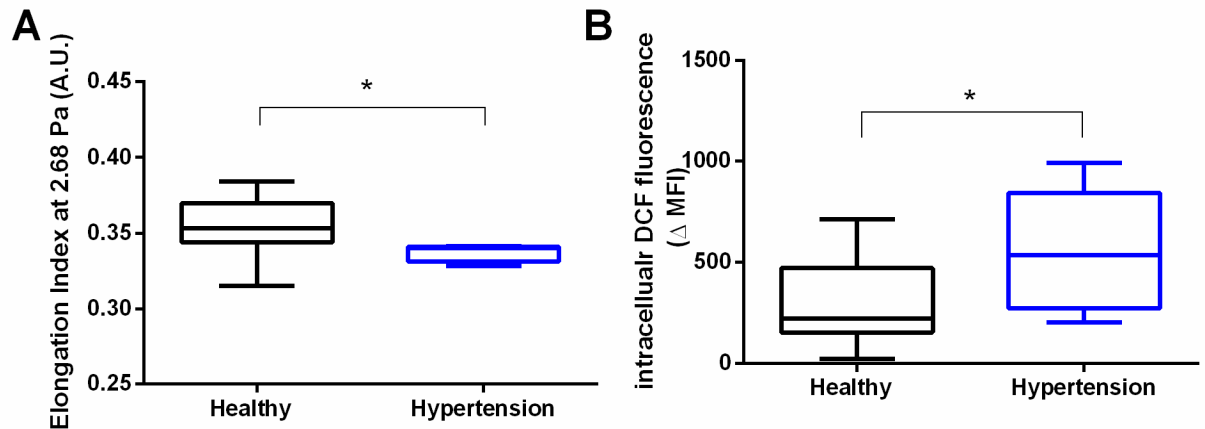 A
Elongation Index at 2.68 Pa (A.U.)
0.45
0.40
0.35
0.30
0.25
*
Healthy
Hypertension
B
intracellualr DCF fluorescence
(Δ MFI)
1500
1000
500
0
*
Healthy
Hypertension